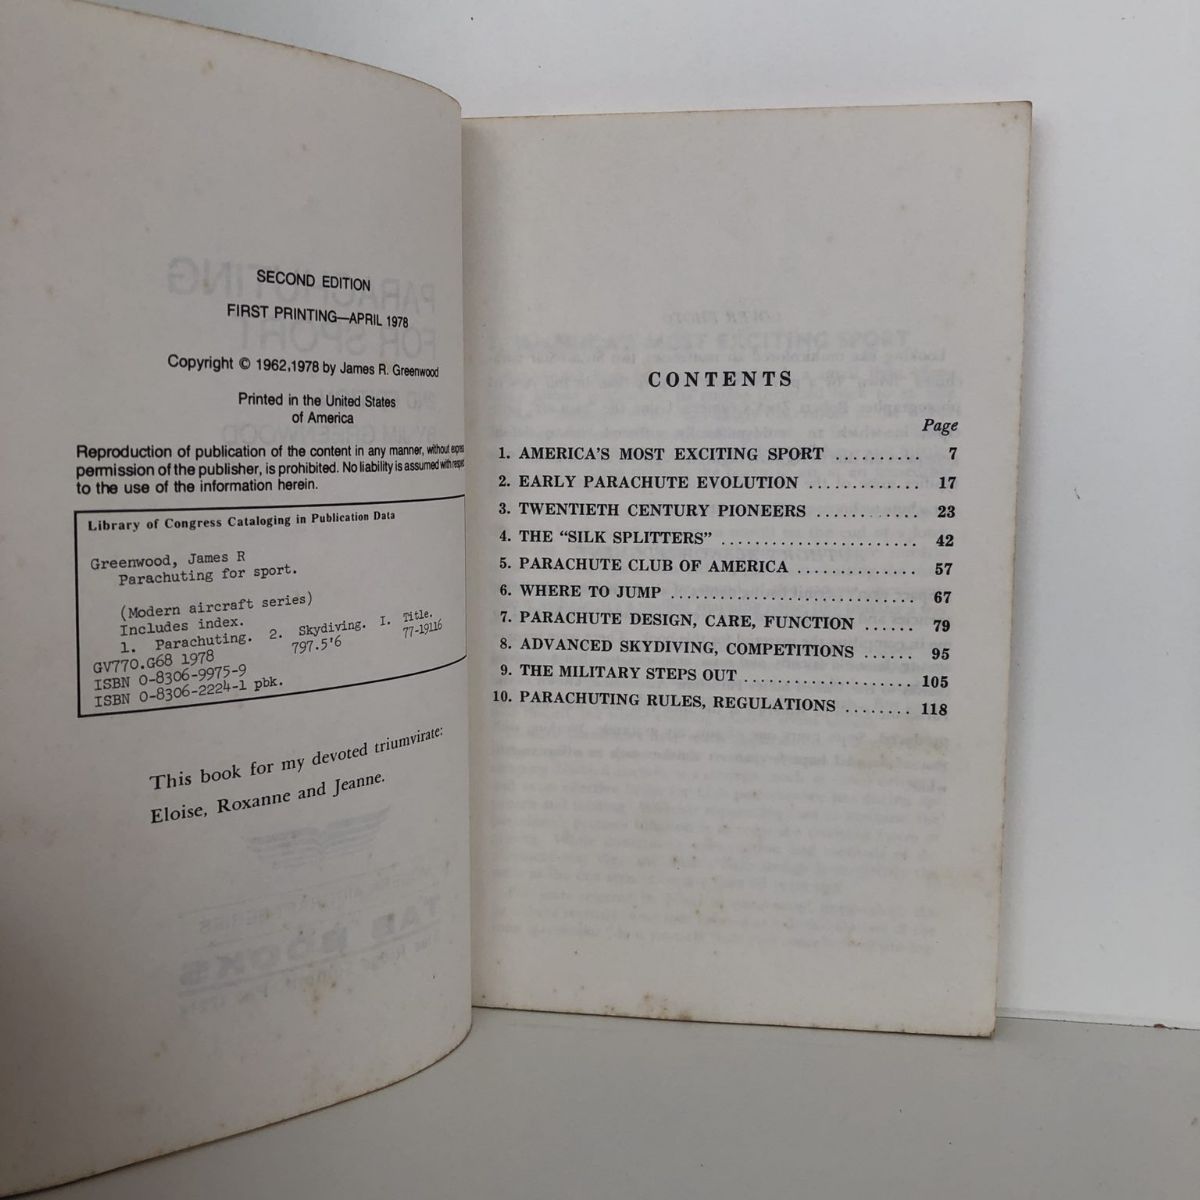 SECOND EDITION
FIRST PRINTING—APRIL 1978
Copyright © 1962,1978 by James R. Greenwood
Printed in the United States
of America
Reproduction of publication of the content in any manner, without
permission of the publisher, is prohibited. No liability is assumed with
to the use of the information herein.
Library of Congress Cataloging in Publication Data
Greenwood, James R
Parachuting for sport.
(Modern aircraft series)
Includes index.
1. Parachuting. 2. Skydiving. I. Title.
GV770.G68 1978 797.5'6 77-19116
ISBN 0-8306-9975-9
ISBN 0-8306-2224-1 pbk.
This book for my devoted triumvirate:
Eloise, Roxanne and Jeanne.
CONTENTS
Page
1. AMERICA'S MOST EXCITING SPORT .......... 7
2. EARLY PARACHUTE EVOLUTION ............. 17
3. TWENTIETH CENTURY PIONEERS ............ 23
4. THE "SILK SPLITTERS" ....................... 42
5. PARACHUTE CLUB OF AMERICA .............. 57
6. WHERE TO JUMP ............................. 67
7. PARACHUTE DESIGN, CARE, FUNCTION ...... 79
8. ADVANCED SKYDIVING, COMPETITIONS ...... 95
9. THE MILITARY STEPS OUT .................... 105
10. PARACHUTING RULES, REGULATIONS ........ 118